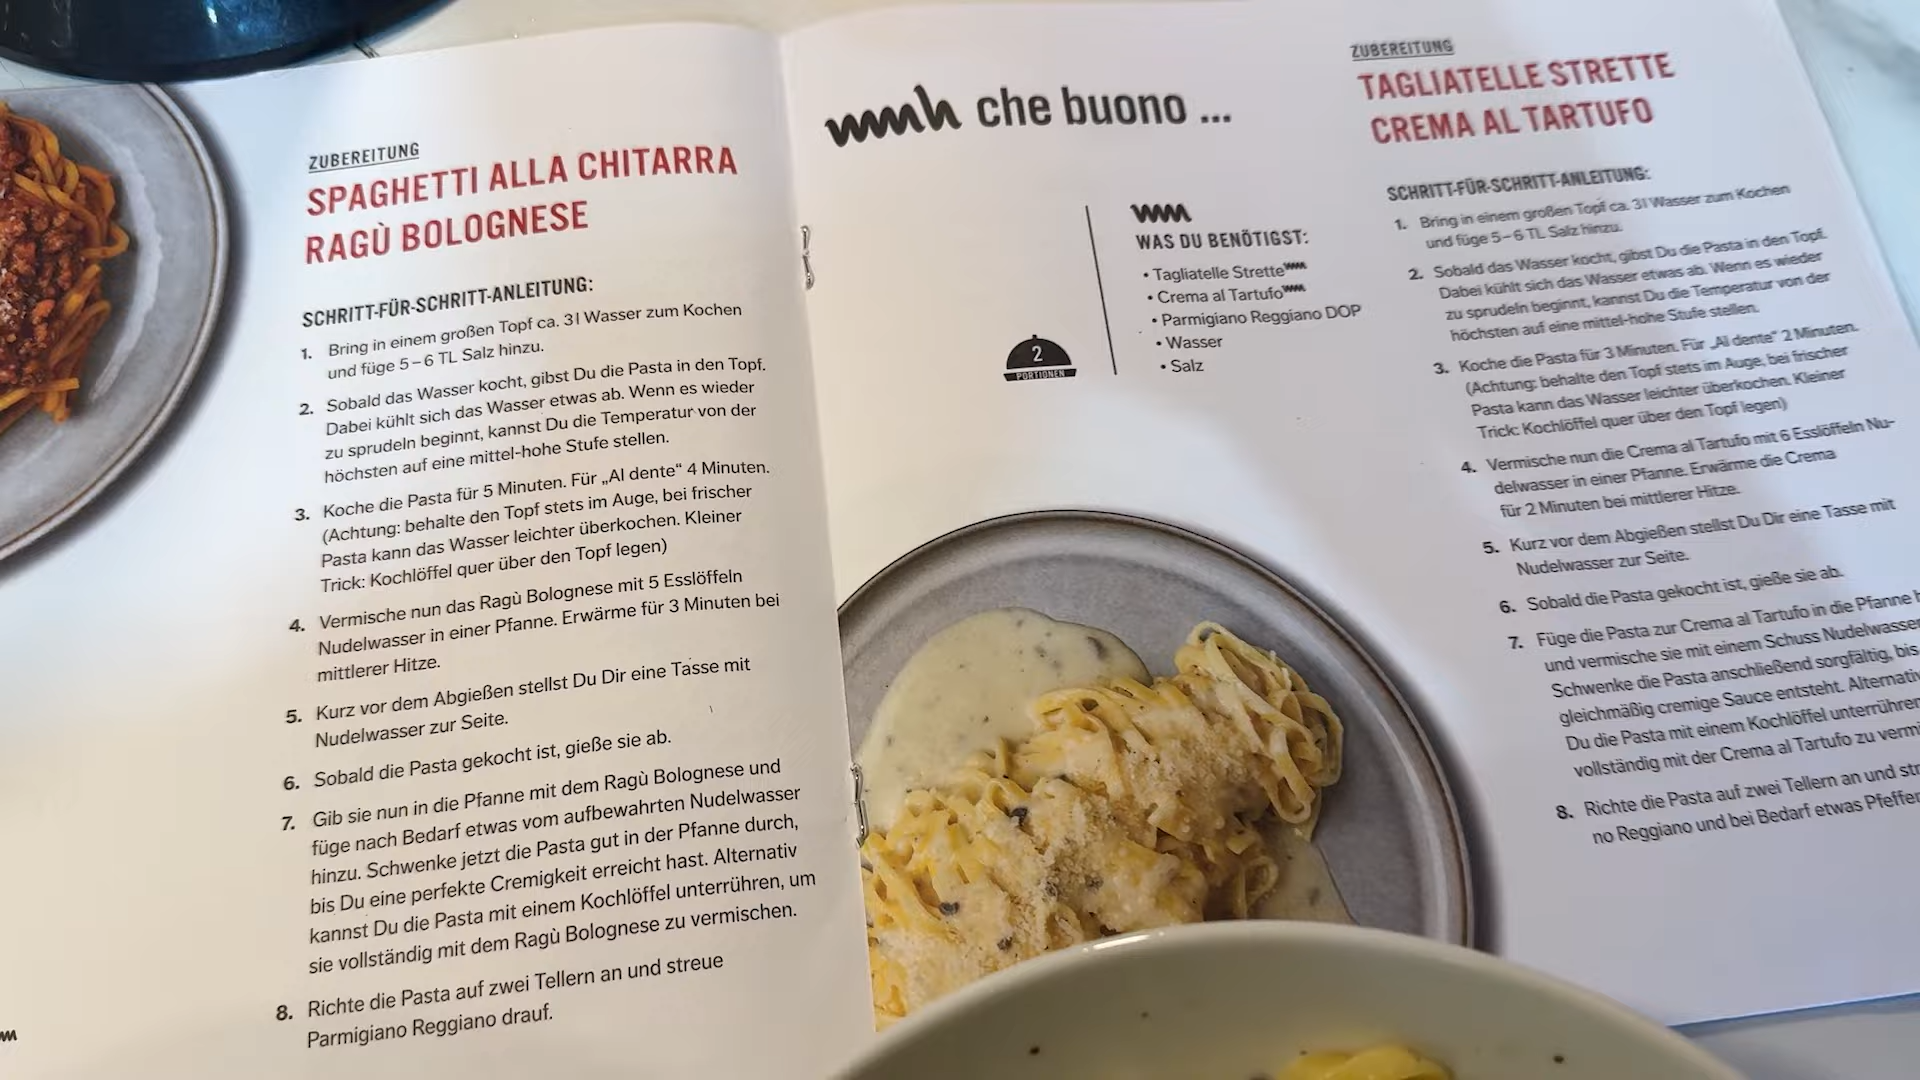 ZUBEREITUNG
SPAGHETTI ALLA CHITARRA
RAGÙ BOLOGNESE
SCHRITT-FÜR-SCHRITT-ANLEITUNG:
1. Bring in einem großen Topf ca. 3 l Wasser zum Kochen
und füge 5–6 TL Salz hinzu.
2. Sobald das Wasser kocht, gibst Du die Pasta in den Topf.
Dabei kühlt sich das Wasser etwas ab. Wenn es wieder
zu sprudeln beginnt, kannst Du die Temperatur von der
höchsten auf eine mittel-hohe Stufe stellen.
3. Koche die Pasta für 5 Minuten. Für „Al dente“ 4 Minuten.
(Achtung: behalte den Topf stets im Auge, bei frischer
Pasta kann das Wasser leichter überkochen. Kleiner
Trick: Kochlöffel quer über den Topf legen)
4. Vermische nun das Ragù Bolognese mit 5 Esslöffeln
Nudelwasser in einer Pfanne. Erwärme für 3 Minuten bei
mittlerer Hitze.
5. Kurz vor dem Abgießen stellst Du Dir eine Tasse mit
Nudelwasser zur Seite.
6. Sobald die Pasta gekocht ist, gieße sie ab.
7. Gib sie nun in die Pfanne mit dem Ragù Bolognese und
füge nach Bedarf etwas vom aufbewahrten Nudelwasser
hinzu. Schwenke jetzt die Pasta gut in der Pfanne durch,
bis Du eine perfekte Cremigkeit erreicht hast. Alternativ
kannst Du die Pasta mit einem Kochlöffel unterrühren, um
sie vollständig mit dem Ragù Bolognese zu vermischen.
8. Richte die Pasta auf zwei Tellern an und streue
Parmigiano Reggiano drauf.
mmh che buono ...
2
PORTIONEN
WAS DU BENÖTIGST:
• Tagliatelle Strette
• Crema al Tartufo
• Parmigiano Reggiano DOP
• Wasser
• Salz
ZUBEREITUNG
TAGLIATELLE STRETTE
CREMA AL TARTUFO
SCHRITT-FÜR-SCHRITT-ANLEITUNG:
1. Bring in einem großen Topf ca. 3 l Wasser zum Kochen
und füge 5–6 TL Salz hinzu.
2. Sobald das Wasser kocht, gibst Du die Pasta in den Topf.
Dabei kühlt sich das Wasser etwas ab. Wenn es wieder
zu sprudeln beginnt, kannst Du die Temperatur von der
höchsten auf eine mittel-hohe Stufe stellen.
3. Koche die Pasta für 3 Minuten. Für „Al dente“ 2 Minuten.
(Achtung: behalte den Topf stets im Auge, bei frischer
Pasta kann das Wasser leichter überkochen. Kleiner
Trick: Kochlöffel quer über den Topf legen)
4. Vermische nun die Crema al Tartufo mit 6 Esslöffeln Nu-
delwasser in einer Pfanne. Erwärme die Crema
für 2 Minuten bei mittlerer Hitze.
5. Kurz vor dem Abgießen stellst Du Dir eine Tasse mit
Nudelwasser zur Seite.
6. Sobald die Pasta gekocht ist, gieße sie ab.
7. Füge die Pasta zur Crema al Tartufo in die Pfanne
und vermische sie mit einem Schuss Nudelwasser
Schwenke die Pasta anschließend sorgfältig, bis
gleichmäßig cremige Sauce entsteht. Alternativ
Du die Pasta mit einem Kochlöffel unterrühren
vollständig mit der Crema al Tartufo zu
8. Richte die Pasta auf zwei Tellern an und
no Reggiano und bei Bedarf etwas Pfeffer